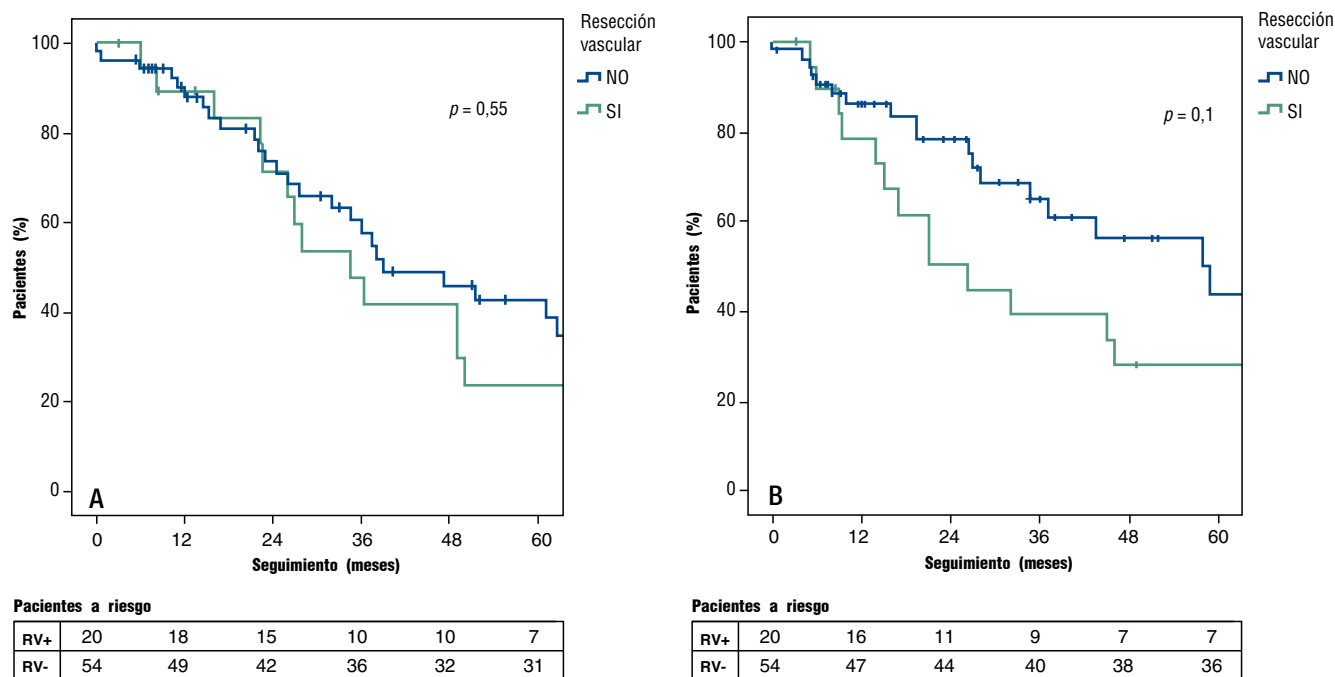 Resección
vascular
NO
SI
p = 0,55
100
80
60
40
20
0
Pacientes (%)
A
0 12 24 36 48 60
Seguimiento (meses)
Pacientes a riesgo
RV+ 20 18 15 10 10 7
RV- 54 49 42 36 32 31
Resección
vascular
NO
SI
p = 0,1
100
80
60
40
20
0
Pacientes (%)
B
0 12 24 36 48 60
Seguimiento (meses)
Pacientes a riesgo
RV+ 20 16 11 9 7 7
RV- 54 47 44 40 38 36